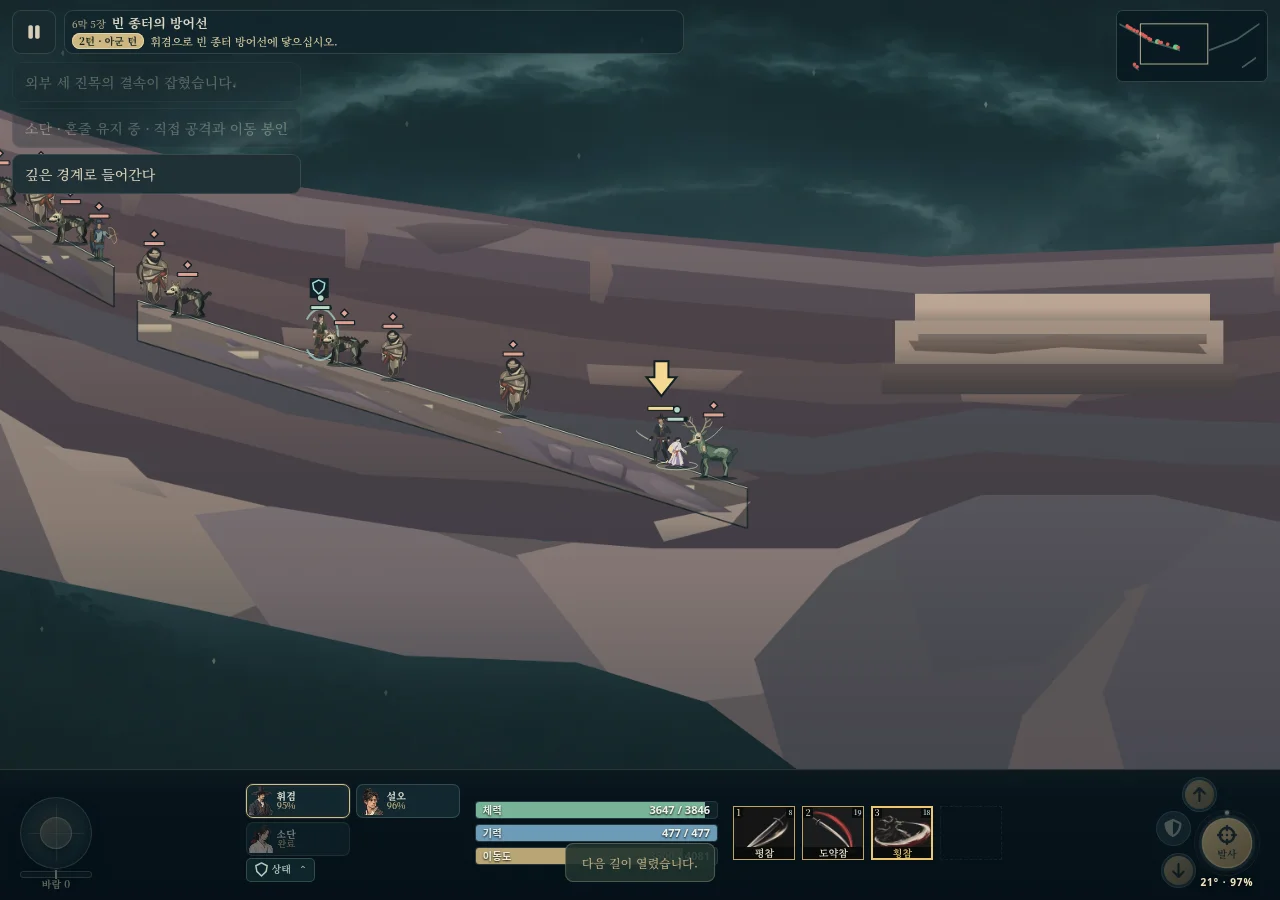 6막 5장 빈 종터의 방어선
2턴 · 아군 턴 휘겸으로 빈 종터 방어선에 닿으십시오.
외부 세 진목의 결속이 잡혔습니다.
소단 · 혼줄 유지 중 · 직접 공격과 이동 봉인
깊은 경계로 들어간다
바람 0
휘겸
95%
설오
96%
소단
완료
상태
체력 3647 / 3846
기력 477 / 477
이동도
다음 길이 열렸습니다.
1 8
평참
2 19
도약참
3 18
횡참
발사
21° · 97%